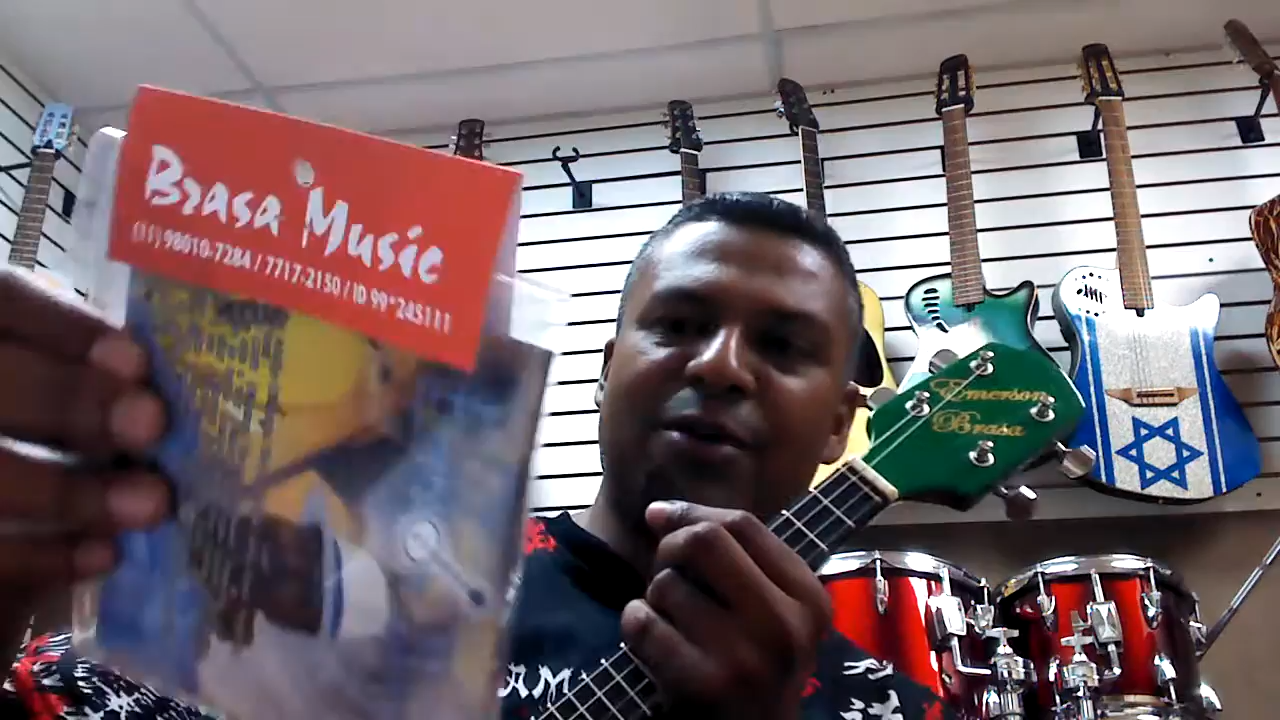 Brasa Music
(11) 98010-7284 / 7717-2150 / ID 99*245111
Emerson
Brasa